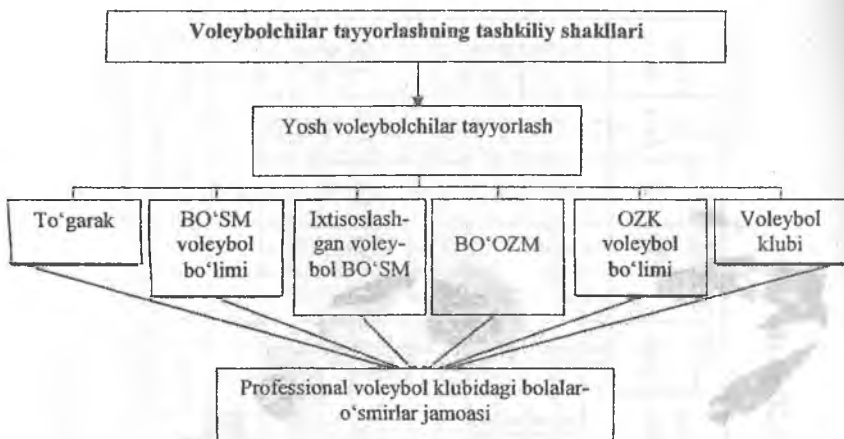 Voleybolchilar tayyorlashning tashkiliy shakllari
Yosh voleybolchilar tayyorlash
To‘garak
BO‘SM
voleybol
bo‘limi
Ixtisoslash-
gan voley-
bol BO‘SM
BO‘OZM
OZK
voleybol
bo‘limi
Voleybol
klubi
Professional voleybol klubidagi bolalar-
o‘smirlar jamoasi